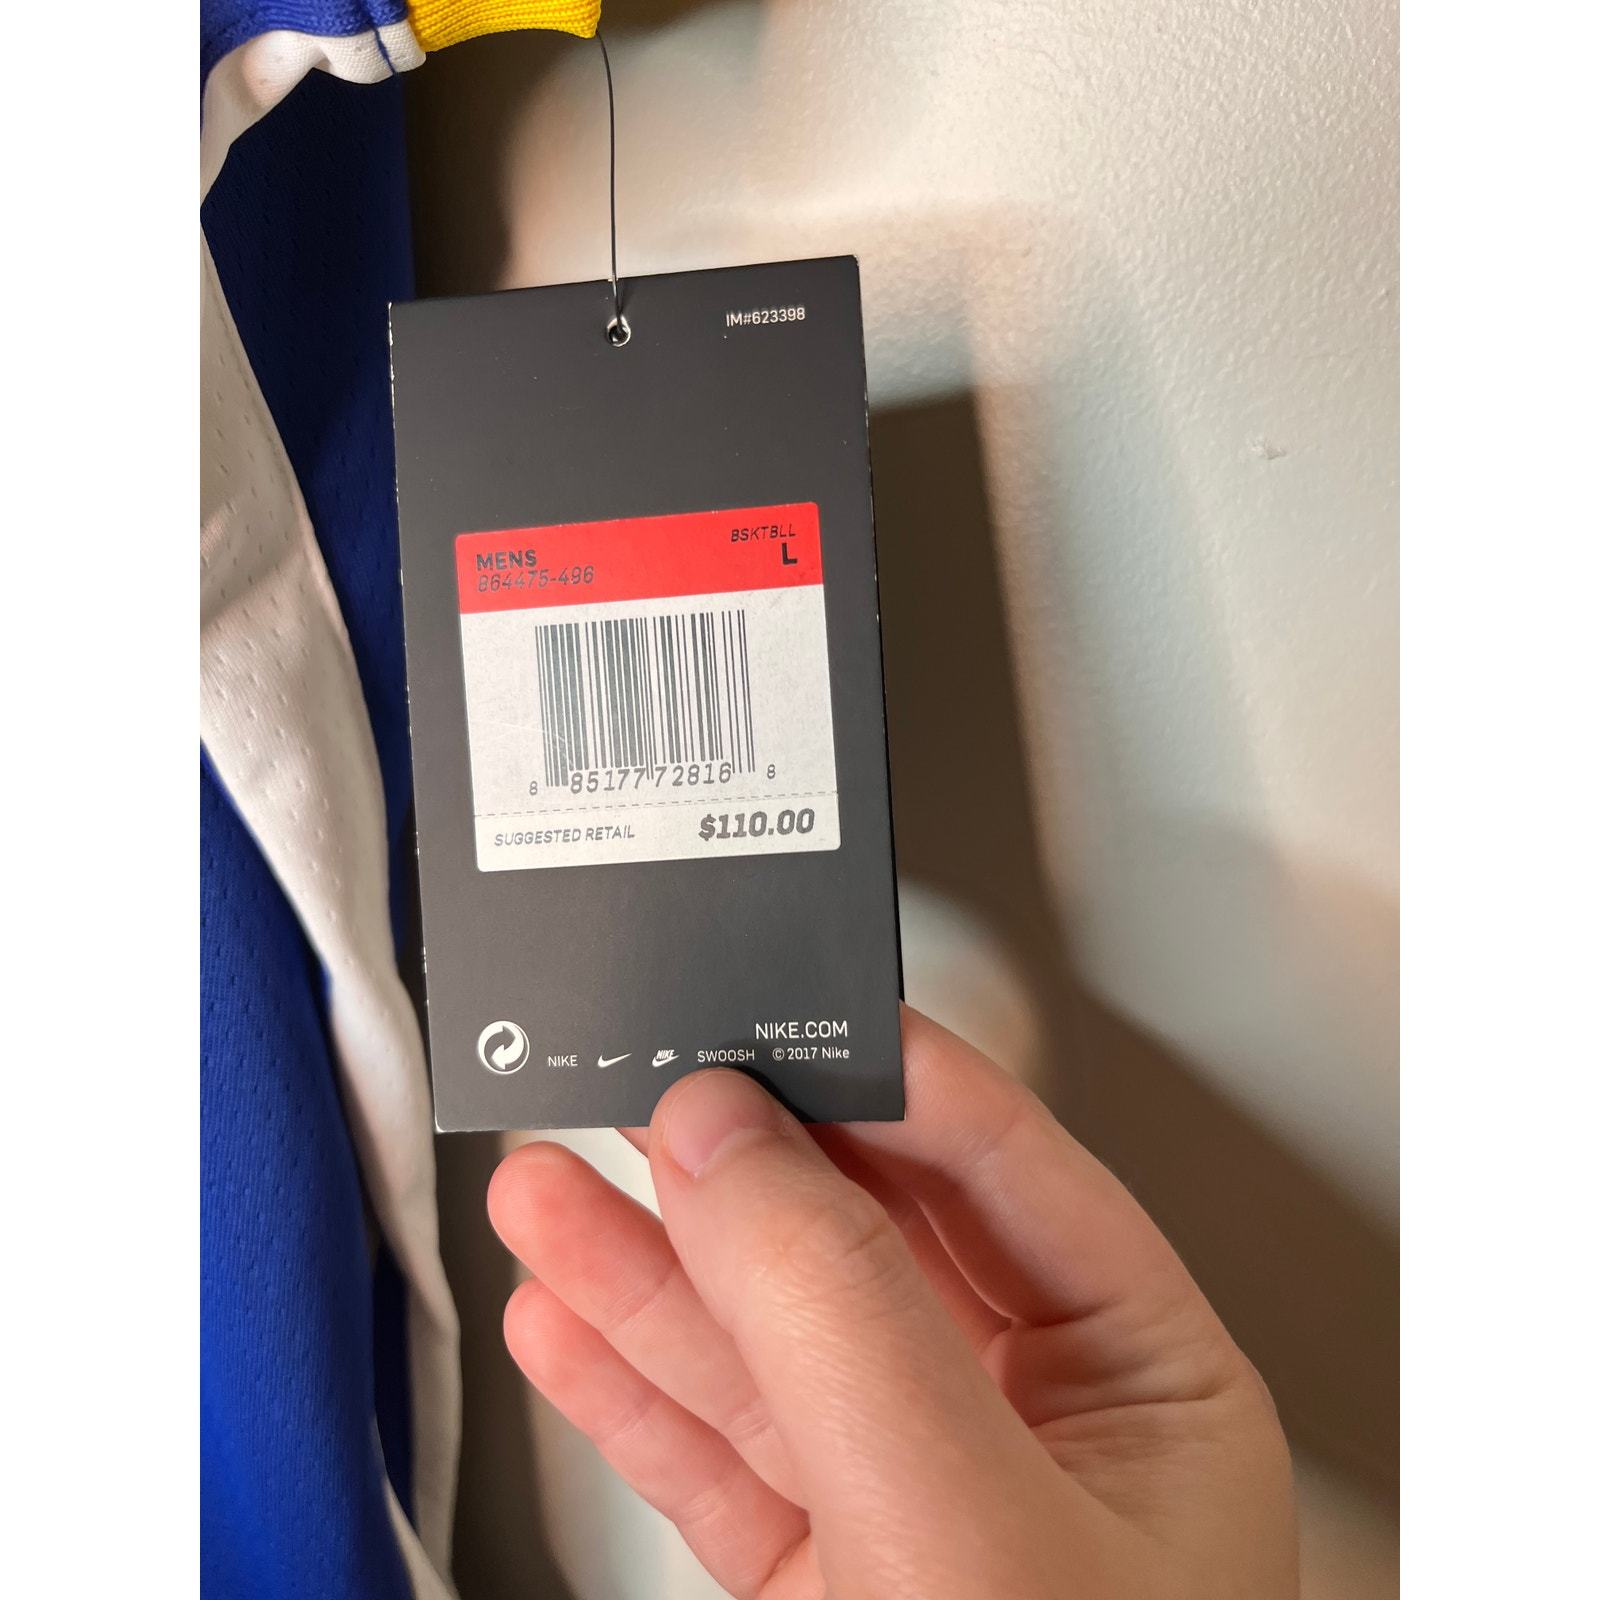 IM#623398
BSKTBLL
MENS L
864475-496
8 85177 72816 8
SUGGESTED RETAIL $110.00
NIKE.COM
NIKE NIKE SWOOSH © 2017 Nike